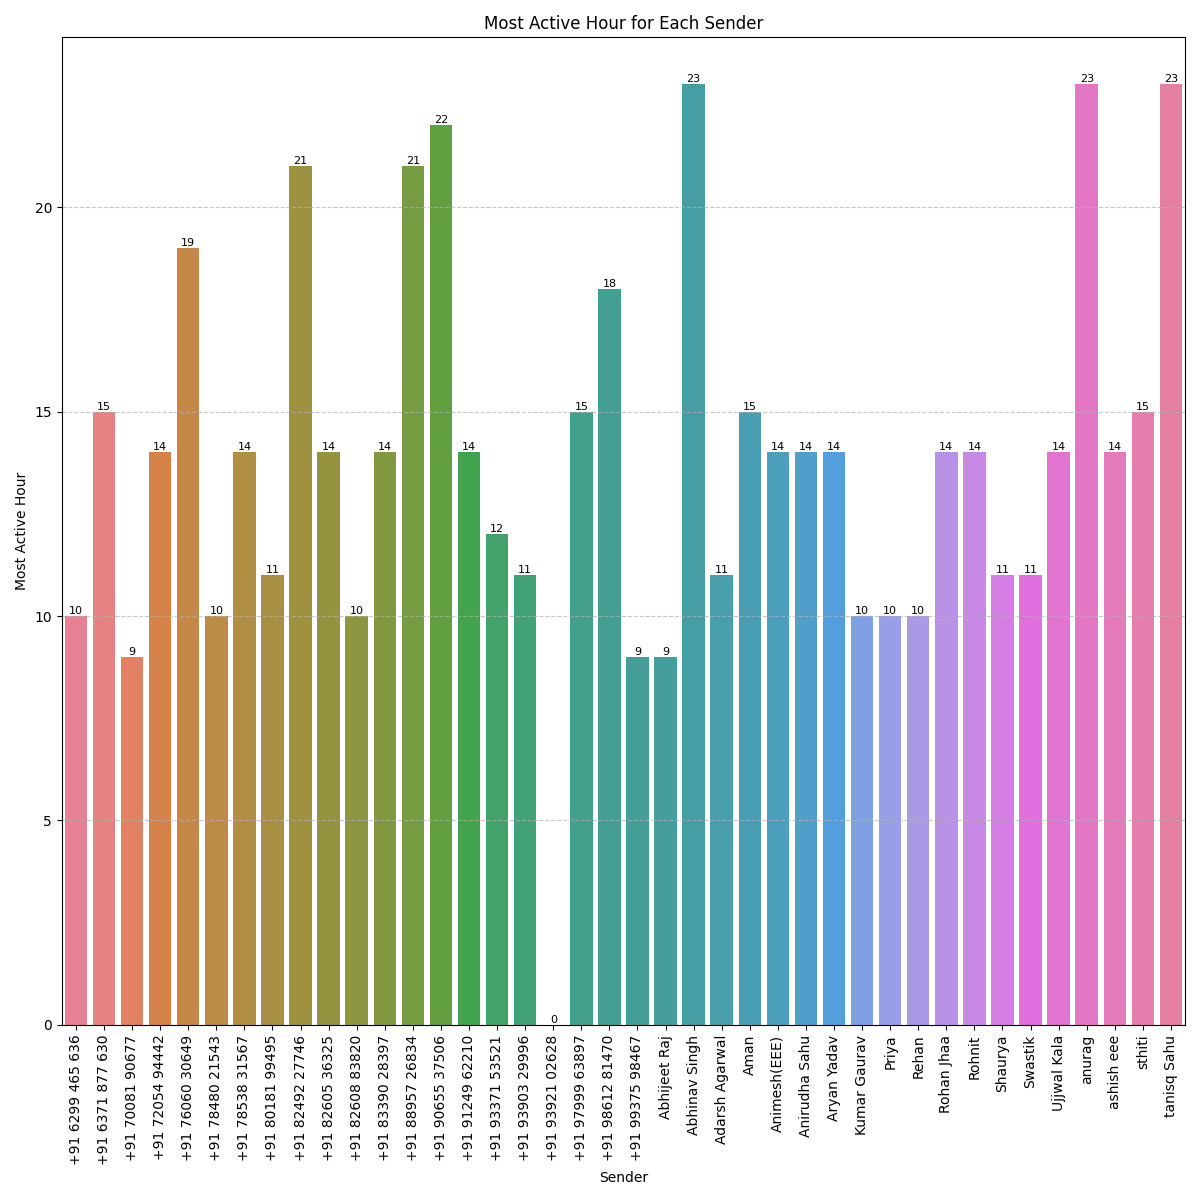 Most Active Hour for Each Sender
Most Active Hour
20
15
10
5
0
10
15
9
14
19
10
14
11
21
14
10
14
21
22
14
12
11
0
15
18
9
9
23
11
15
14
14
14
10
10
10
14
14
11
11
14
23
14
15
23
+91 6299 465 636
+91 6371 877 630
+91 70081 90677
+91 72054 94442
+91 76060 30649
+91 78480 21543
+91 78538 31567
+91 80181 99495
+91 82492 27746
+91 82605 36325
+91 82608 83820
+91 83390 28397
+91 88957 26834
+91 90655 37506
+91 91249 62210
+91 93371 53521
+91 93903 29996
+91 93921 02628
+91 97999 63897
+91 98612 81470
+91 99375 98467
Abhijeet Raj
Abhinav Singh
Adarsh Agarwal
Aman
Animesh(EEE)
Anirudha Sahu
Aryan Yadav
Kumar Gaurav
Priya
Rehan
Rohan Jhaa
Rohnit
Shaurya
Swastik
Ujjwal Kala
anurag
ashish eee
sthiti
tanisq Sahu
Sender